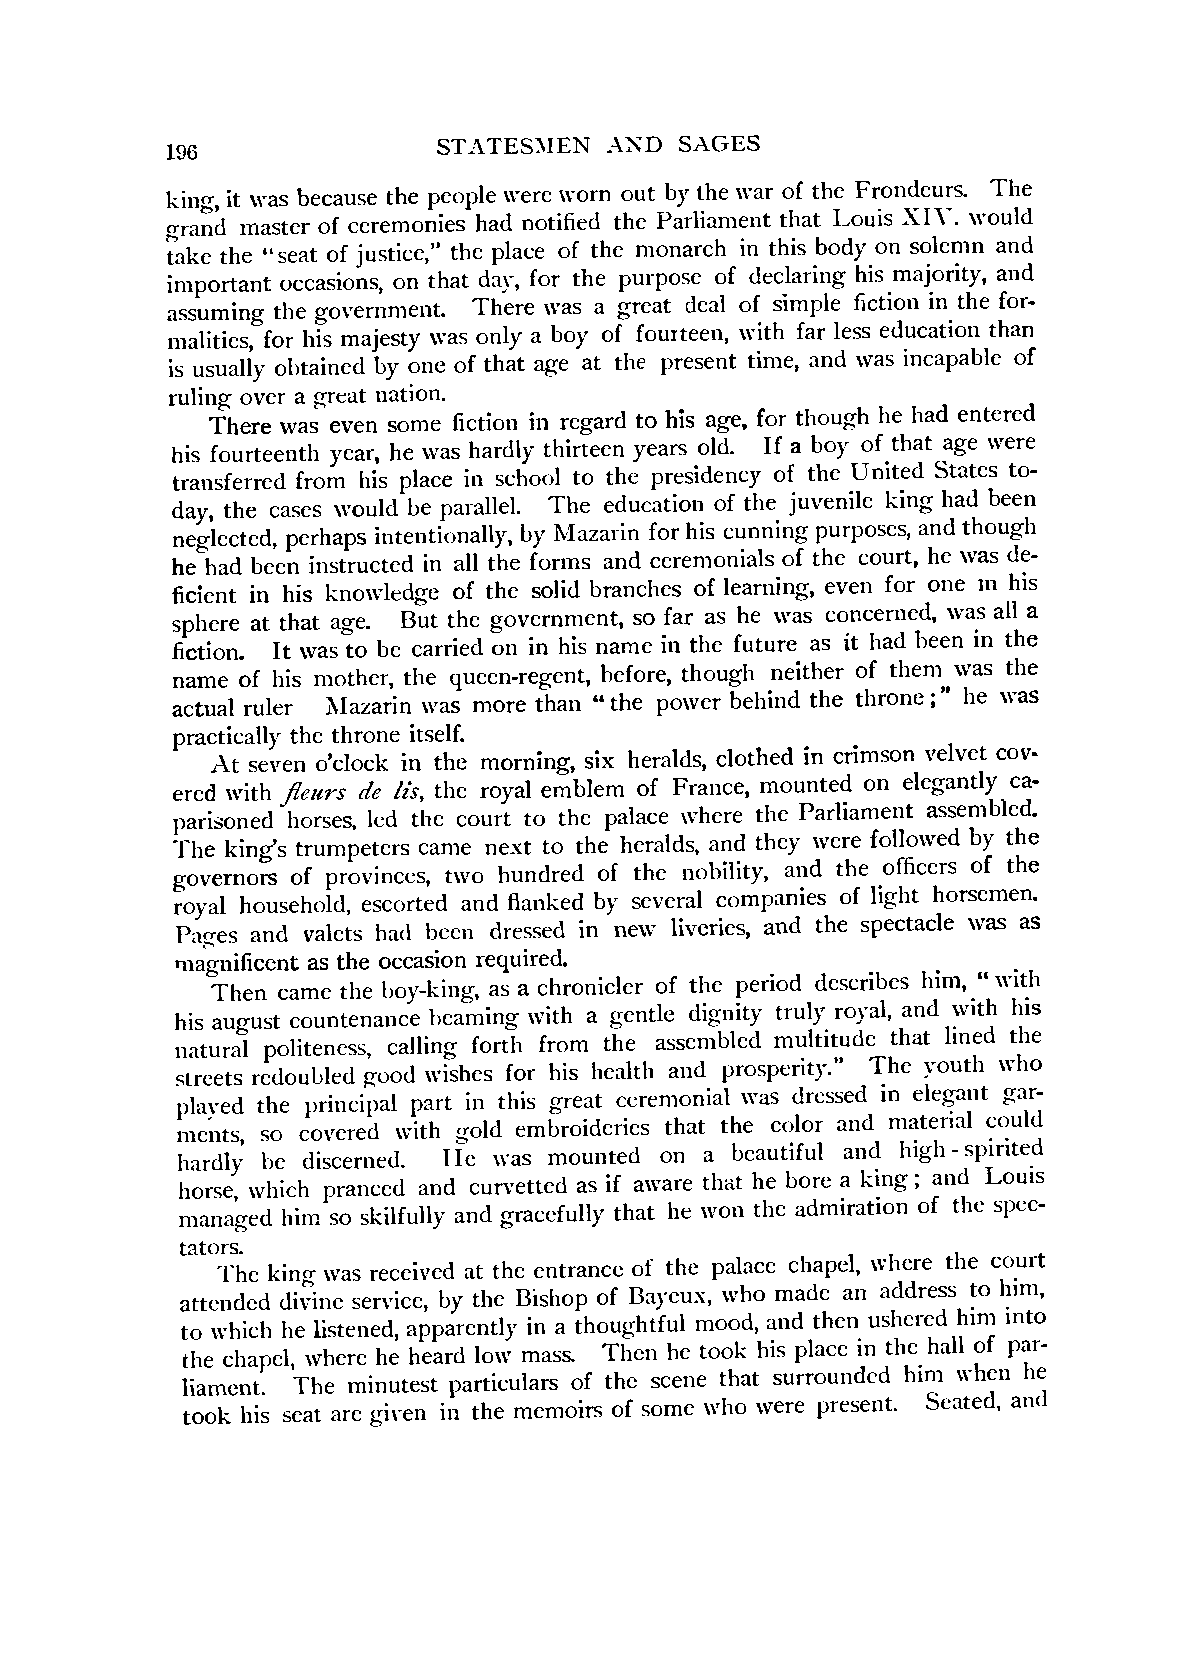 196 STATESMEN AND SAGES
king, it was because the people were worn out by the war of the Frondeurs. The
grand master of ceremonies had notified the Parliament that Louis XIV. would
take the "seat of justice," the place of the monarch in this body on solemn and
important occasions, on that day, for the purpose of declaring his majority, and
assuming the government. There was a great deal of simple fiction in the for-
malities, for his majesty was only a boy of fourteen, with far less education than
is usually obtained by one of that age at the present time, and was incapable of
ruling over a great nation.
There was even some fiction in regard to his age, for though he had entered
his fourteenth year, he was hardly thirteen years old. If a boy of that age were
transferred from his place in school to the presidency of the United States to-
day, the cases would be parallel. The education of the juvenile king had been
neglected, perhaps intentionally, by Mazarin for his cunning purposes, and though
he had been instructed in all the forms and ceremonials of the court, he was de-
ficient in his knowledge of the solid branches of learning, even for one in his
sphere at that age. But the government, so far as he was concerned, was all a
fiction. It was to be carried on in his name in the future as it had been in the
name of his mother, the queen-regent, before, though neither of them was the
actual ruler Mazarin was more than "the power behind the throne;" he was
practically the throne itself.
At seven o'clock in the morning, six heralds, clothed in crimson velvet cov-
ered with fleurs de lis, the royal emblem of France, mounted on elegantly ca-
parisoned horses, led the court to the palace where the Parliament assembled.
The king's trumpeters came next to the heralds, and they were followed by the
governors of provinces, two hundred of the nobility, and the officers of the
royal household, escorted and flanked by several companies of light horsemen.
Pages and valets had been dressed in new liveries, and the spectacle was as
magnificent as the occasion required.
Then came the boy-king, as a chronicler of the period describes him, "with
his august countenance beaming with a gentle dignity truly royal, and with his
natural politeness, calling forth from the assembled multitude that lined the
streets redoubled good wishes for his health and prosperity." The youth who
played the principal part in this great ceremonial was dressed in elegant gar-
ments, so covered with gold embroideries that the color and material could
hardly be discerned. He was mounted on a beautiful and high-spirited
horse, which pranced and curvetted as if aware that he bore a king; and Louis
managed him so skilfully and gracefully that he won the admiration of the spec-
tators.
The king was received at the entrance of the palace chapel, where the court
attended divine service, by the Bishop of Bayeux, who made an address to him,
to which he listened, apparently in a thoughtful mood, and then ushered him into
the chapel, where he heard low mass. Then he took his place in the hall of par-
liament. The minutest particulars of the scene that surrounded him when he
took his seat are given in the memoirs of some who were present. Seated, and